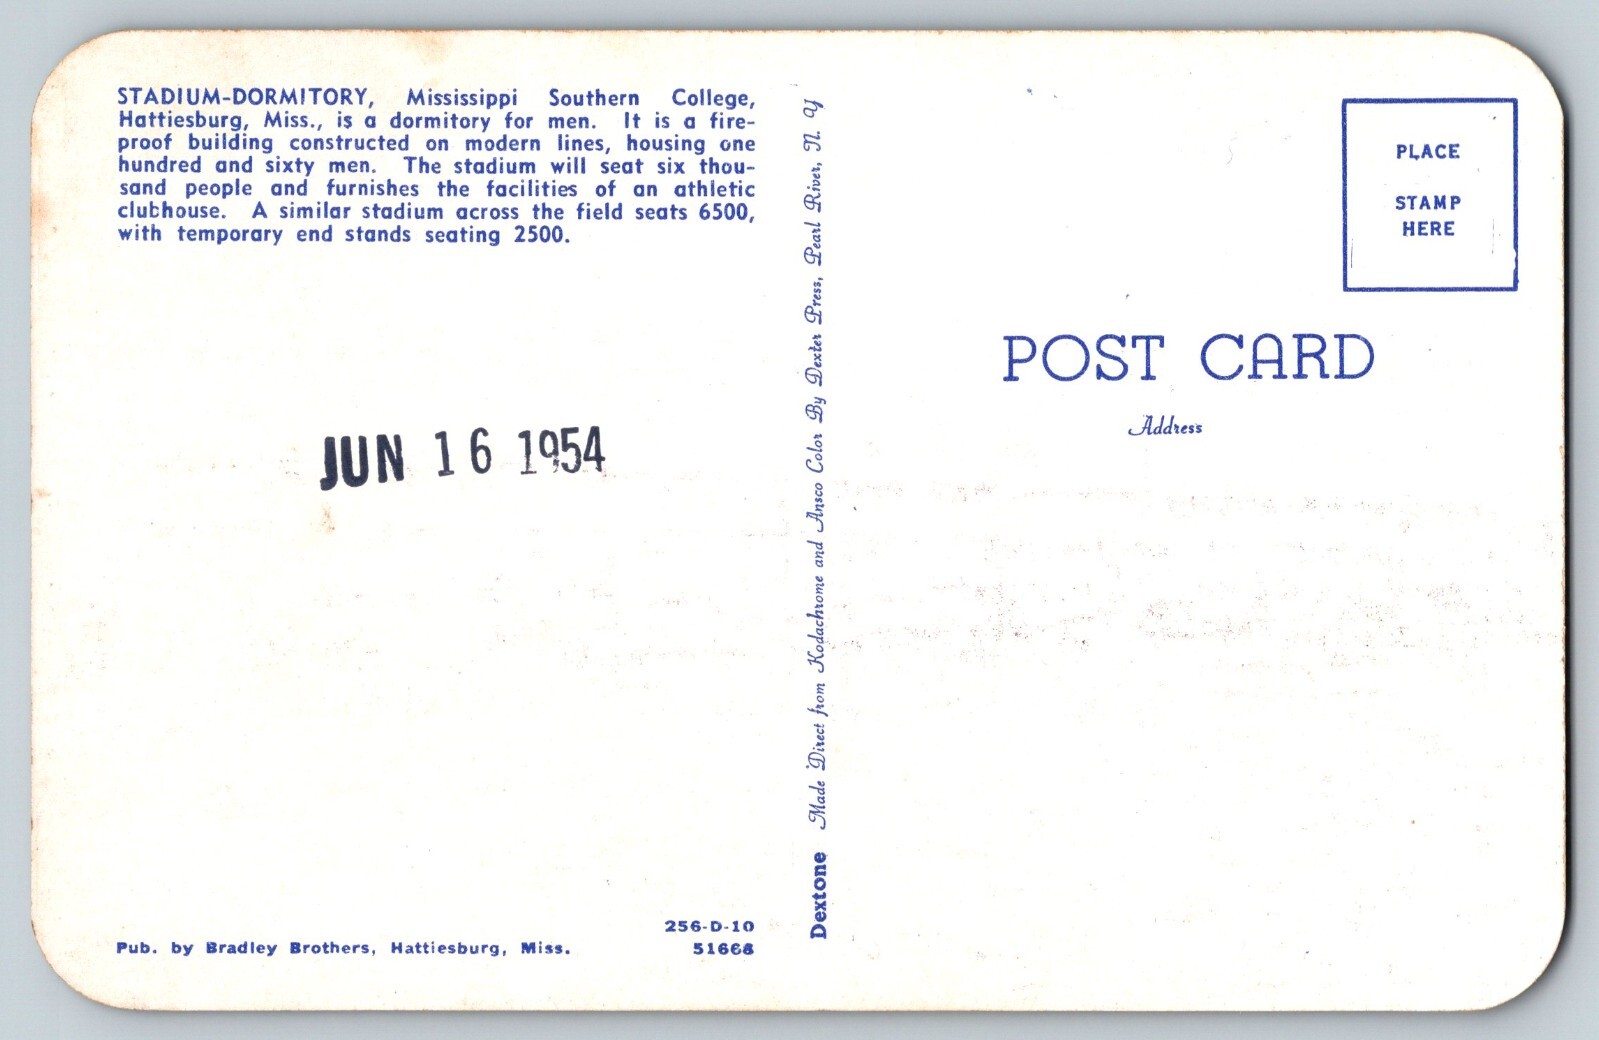 STADIUM-DORMITORY, Mississippi Southern College,
Hattiesburg, Miss., is a dormitory for men. It is a fire-
proof building constructed on modern lines, housing one
hundred and sixty men. The stadium will seat six thou-
sand people and furnishes the facilities of an athletic
clubhouse. A similar stadium across the field seats 6500,
with temporary end stands seating 2500.
JUN 16 1954
256-D-10
Pub. by Bradley Brothers, Hattiesburg, Miss.
Dextone Made Direct from Kodachrome and Ansco Color By Dexter Press, Pearl River, N. Y
PLACE
STAMP
HERE
POST CARD
Address